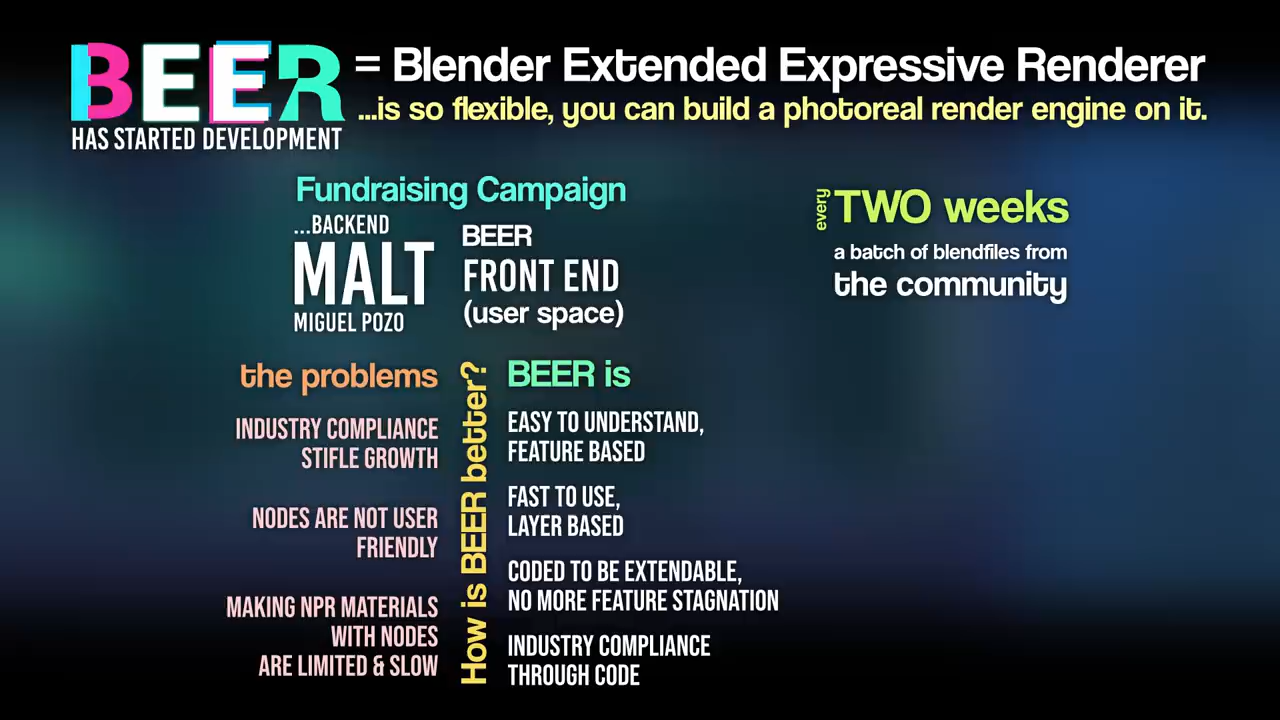 BEER = Blender Extended Expressive Renderer
...is so flexible, you can build a photoreal render engine on it.
HAS STARTED DEVELOPMENT
Fundraising Campaign
...BACKEND
MALT
MIGUEL POZO
BEER
FRONT END
(user space)
every TWO weeks
a batch of blendfiles from
the community
the problems
INDUSTRY COMPLIANCE
STIFLE GROWTH
NODES ARE NOT USER
FRIENDLY
MAKING NPR MATERIALS
WITH NODES
ARE LIMITED & SLOW
How is BEER better?
BEER is
EASY TO UNDERSTAND,
FEATURE BASED
FAST TO USE,
LAYER BASED
CODED TO BE EXTENDABLE,
NO MORE FEATURE STAGNATION
INDUSTRY COMPLIANCE
THROUGH CODE